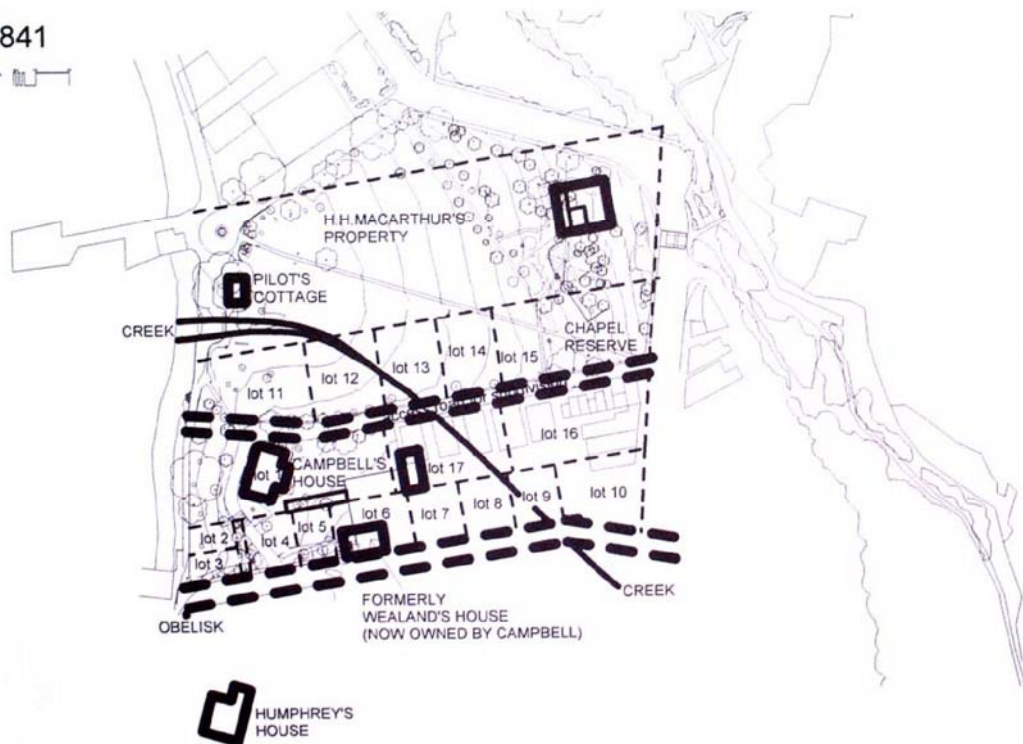 841
H.H.MACARTHUR'S
PROPERTY
PILOT'S
COTTAGE
CREEK
CHAPEL
RESERVE
lot 11
lot 12
lot 13
lot 14
lot 15
lot 16
CAMPBELL'S
HOUSE
lot 17
lot 2
lot 3
lot 4
lot 5
lot 6
lot 7
lot 8
lot 9
lot 10
CREEK
OBELISK
FORMERLY
WEALAND'S HOUSE
(NOW OWNED BY CAMPBELL)
HUMPHREY'S
HOUSE